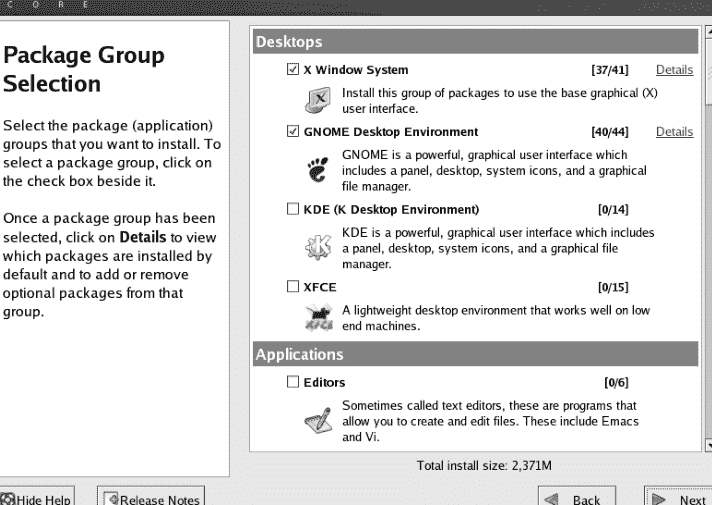 C O R E
Package Group
Selection
Select the package (application)
groups that you want to install. To
select a package group, click on
the check box beside it.
Once a package group has been
selected, click on Details to view
which packages are installed by
default and to add or remove
optional packages from that
group.
Desktops
X Window System [37/41] Details
Install this group of packages to use the base graphical (X)
user interface.
GNOME Desktop Environment [40/44] Details
GNOME is a powerful, graphical user interface which
includes a panel, desktop, system icons, and a graphical
file manager.
KDE (K Desktop Environment) [0/14]
KDE is a powerful, graphical user interface which includes
a panel, desktop, system icons, and a graphical file
manager.
XFCE [0/15]
A lightweight desktop environment that works well on low
end machines.
Applications
Editors [0/6]
Sometimes called text editors, these are programs that
allow you to create and edit files. These include Emacs
and Vi.
Total install size: 2,371M
Hide Help Release Notes Back Next